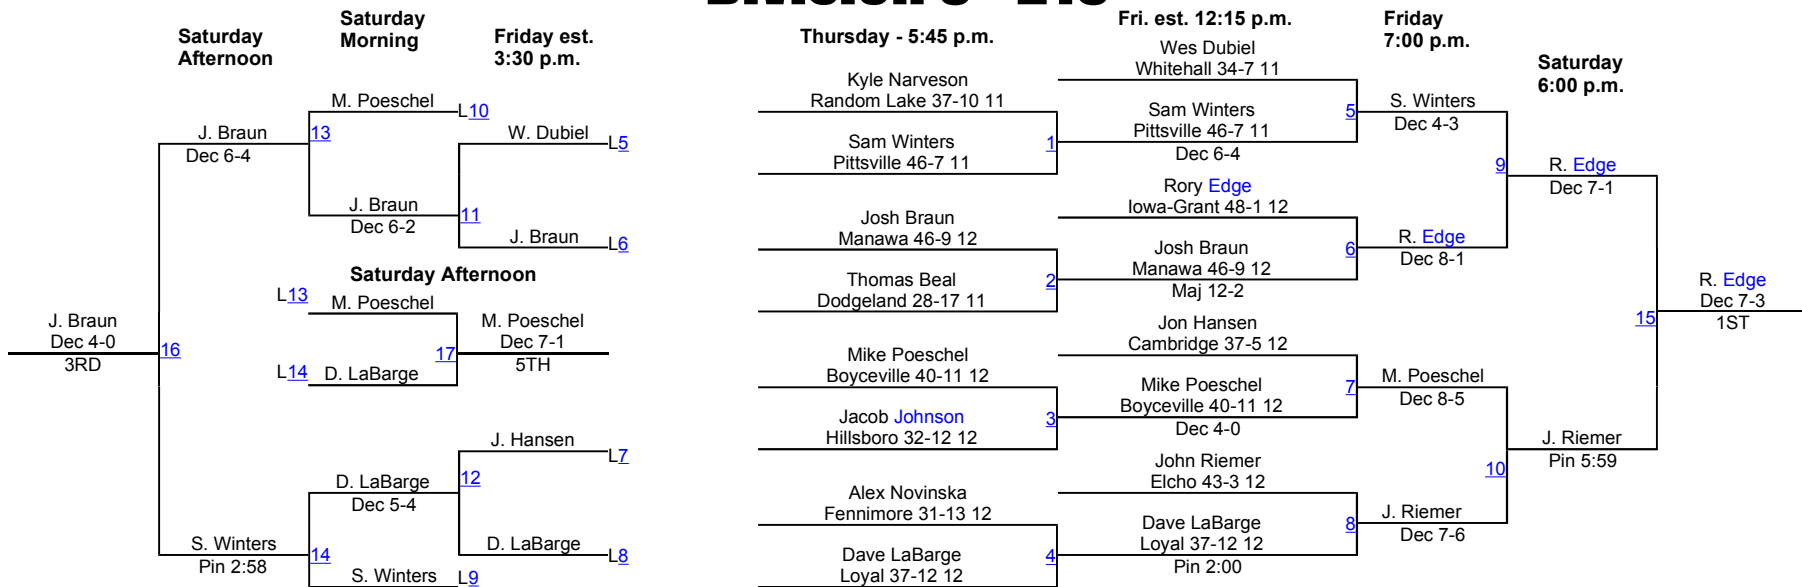 Saturday
Afternoon
Saturday
Morning
Friday est.
3:30 p.m.
M. Poeschel
L10
J. Braun
13
Dec 6-4
W. Dubiel
L5
J. Braun
11
Dec 6-2
J. Braun
L6
Saturday Afternoon
L13
M. Poeschel
J. Braun
Dec 4-0
3RD
16
M. Poeschel
Dec 7-1
5TH
17
L14
D. LaBarge
J. Hansen
L7
D. LaBarge
12
Dec 5-4
D. LaBarge
L8
S. Winters
14
Pin 2:58
S. Winters
L9
Thursday - 5:45 p.m.
Fri. est. 12:15 p.m.
Friday
7:00 p.m.
Saturday
6:00 p.m.
Kyle Narveson
Random Lake 37-10 11
Sam Winters
Pittsville 46-7 11
1
Josh Braun
Manawa 46-9 12
Thomas Beal
Dodgeland 28-17 11
2
Mike Poeschel
Boyceville 40-11 12
Jacob Johnson
Hillsboro 32-12 12
3
Alex Novinska
Fennimore 31-13 12
Dave LaBarge
Loyal 37-12 12
4
Wes Dubiel
Whitehall 34-7 11
Sam Winters
Pittsville 46-7 11
Dec 6-4
5
Rory Edge
Iowa-Grant 48-1 12
Josh Braun
Manawa 46-9 12
Maj 12-2
6
Jon Hansen
Cambridge 37-5 12
Mike Poeschel
Boyceville 40-11 12
Dec 4-0
7
John Riemer
Elcho 43-3 12
Dave LaBarge
Loyal 37-12 12
Pin 2:00
8
S. Winters
Dec 4-3
9
R. Edge
Dec 8-1
M. Poeschel
Dec 8-5
10
J. Riemer
Dec 7-6
R. Edge
Dec 7-1
15
J. Riemer
Pin 5:59
R. Edge
Dec 7-3
1ST